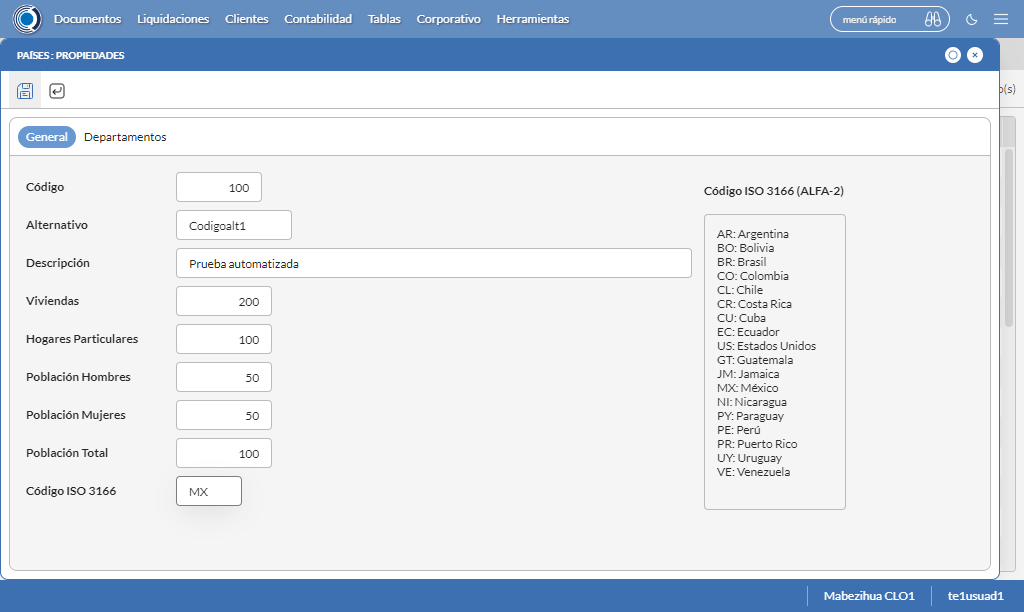 Documentos Liquidaciones Clientes Contabilidad Tablas Corporativo Herramientas menú rápido
PAÍSES : PROPIEDADES
o(s)
General Departamentos
Código 100
Alternativo Codigoalt1
Descripción Prueba automatizada
Viviendas 200
Hogares Particulares 100
Población Hombres 50
Población Mujeres 50
Población Total 100
Código ISO 3166 MX
Código ISO 3166 (ALFA-2)
AR: Argentina
BO: Bolivia
BR: Brasil
CO: Colombia
CL: Chile
CR: Costa Rica
CU: Cuba
EC: Ecuador
US: Estados Unidos
GT: Guatemala
JM: Jamaica
MX: México
NI: Nicaragua
PY: Paraguay
PE: Perú
PR: Puerto Rico
UY: Uruguay
VE: Venezuela
Mabezihua CLO1 te1usuad1